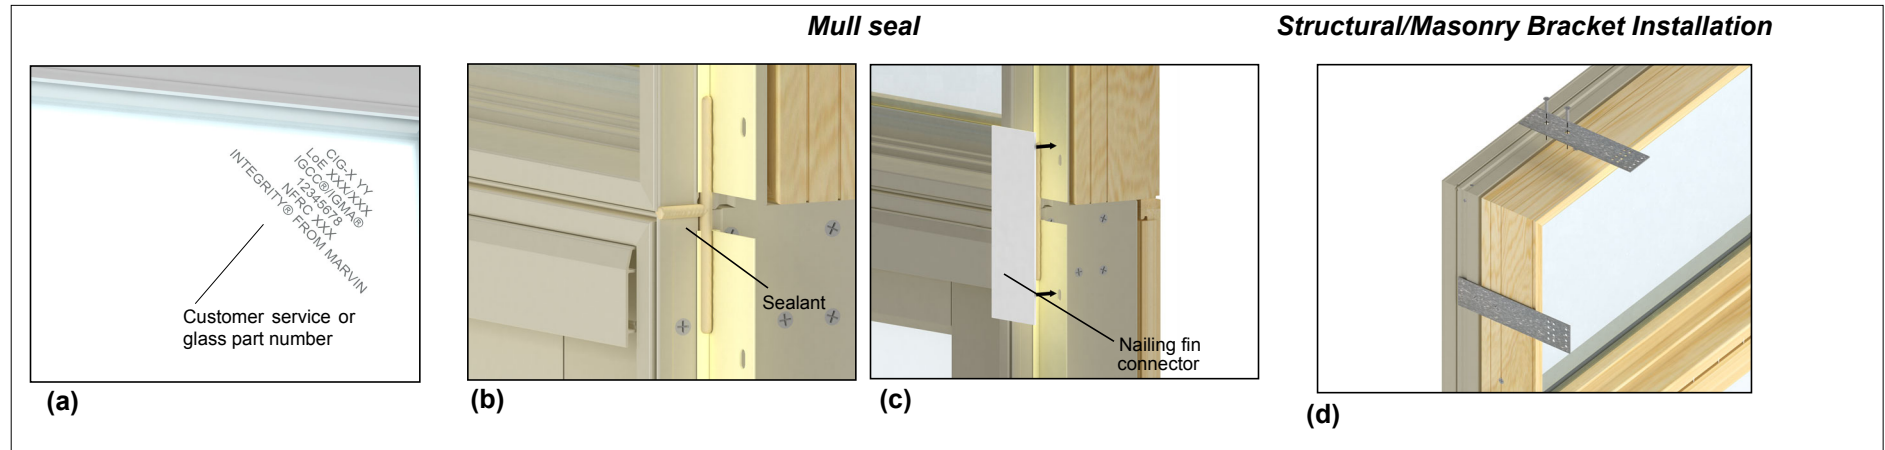 Mull seal
Structural/Masonry Bracket Installation
CIG-X YY
LoE XXX/XXX
IGCC®/IGMA®
12345678
NFRC XXX
INTEGRITY® FROM MARVIN
Customer service or
glass part number
Sealant
Nailing fin
connector
(a)
(b)
(c)
(d)